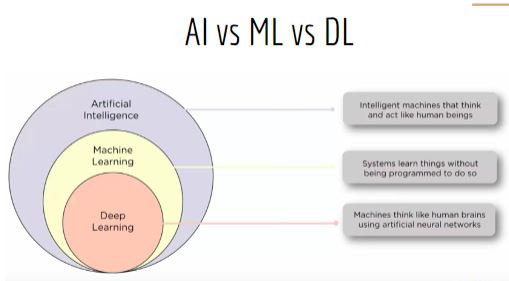 AI vs ML vs DL
Artificial
Intelligence
Intelligent machines that think
and act like human beings
Machine
Learning
Systems learn things without
being programmed to do so
Deep
Learning
Machines think like human brains
using artificial neural networks